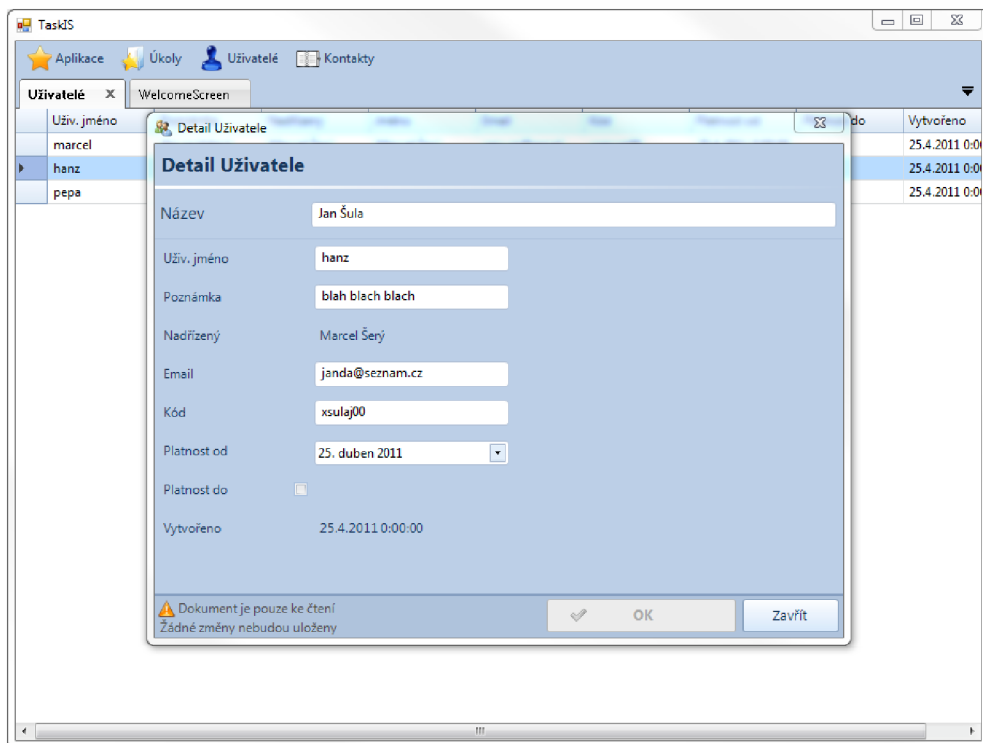 TaskIS
Aplikace Úkoly Uživatelé Kontakty
Uživatelé X WelcomeScreen
Uživ. jméno do Vytvořeno
marcel 25.4.2011 0:0
hanz 25.4.2011 0:0
pepa 25.4.2011 0:0
Detail Uživatele
Detail Uživatele
Název Jan Šula
Uživ. jméno hanz
Poznámka blah blach blach
Nadřízený Marcel Šerý
Email janda@seznam.cz
Kód xsulaj00
Platnost od 25. duben 2011
Platnost do
Vytvořeno 25.4.2011 0:00:00
Dokument je pouze ke čtení
Žádné změny nebudou uloženy
OK Zavřít